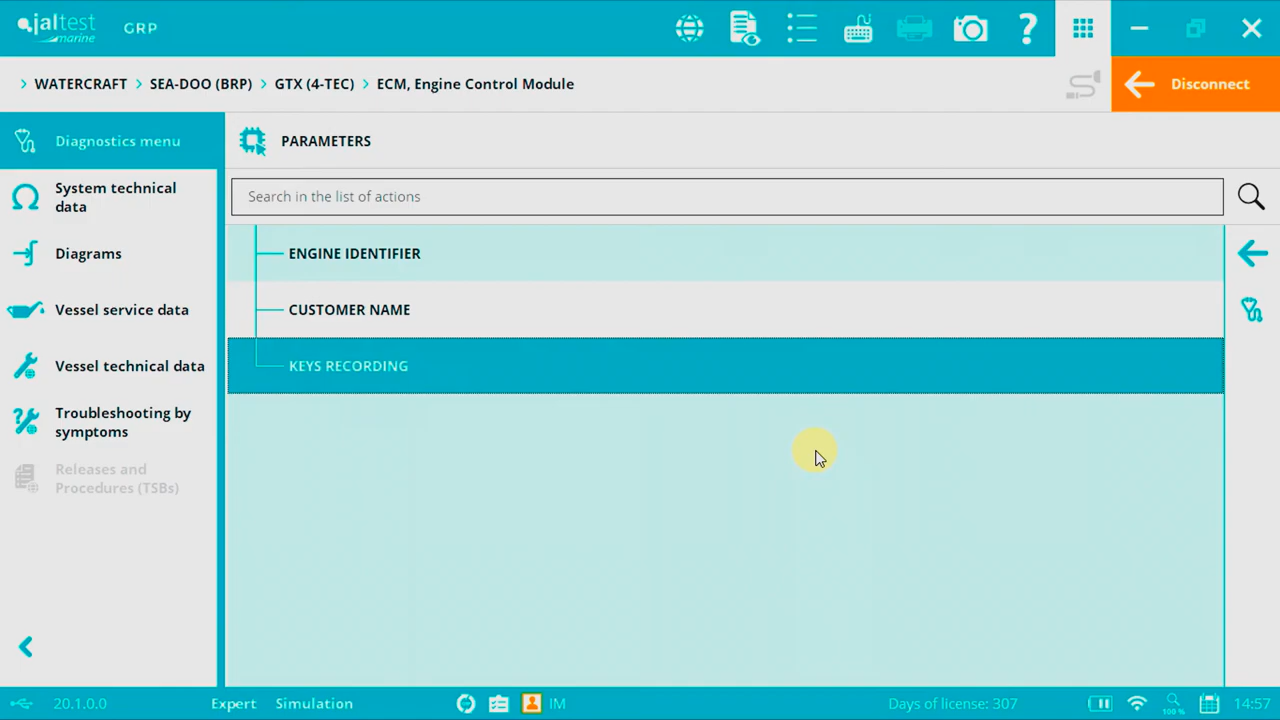 jaltest
marine
GRP
> WATERCRAFT > SEA-DOO (BRP) > GTX (4-TEC) > ECM, Engine Control Module
Disconnect
Diagnostics menu
System technical
data
Diagrams
Vessel service data
Vessel technical data
Troubleshooting by
symptoms
Releases and
Procedures (TSBs)
PARAMETERS
Search in the list of actions
ENGINE IDENTIFIER
CUSTOMER NAME
KEYS RECORDING
20.1.0.0
Expert
Simulation
IM
Days of license: 307
100 %
14:57